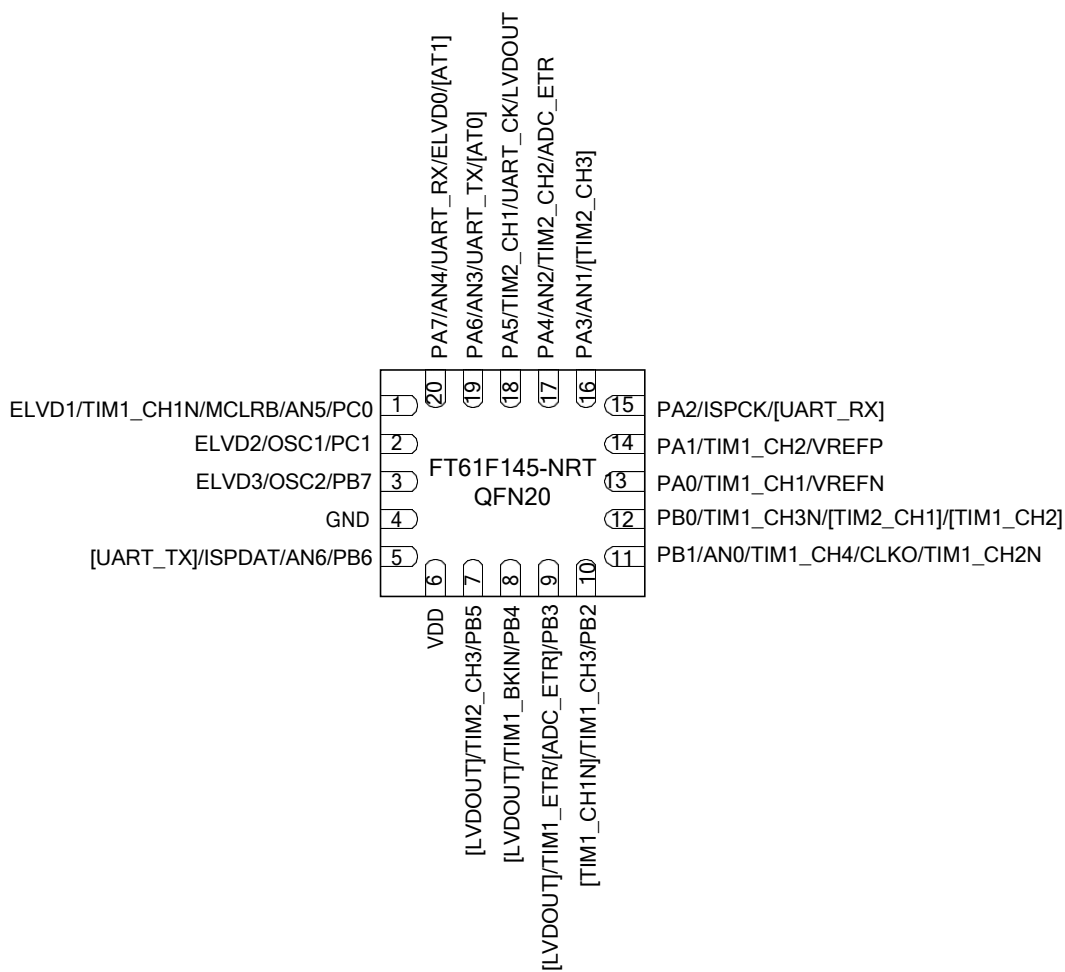 PA7/AN4/UART_RX/ELVD0/[AT1]
PA6/AN3/UART_TX/[AT0]
PA5/TIM2_CH1/UART_CK/LVDOUT
PA4/AN2/TIM2_CH2/ADC_ETR
PA3/AN1/[TIM2_CH3]
20
19
18
17
16
ELVD1/TIM1_CH1N/MCLRB/AN5/PC0
1
ELVD2/OSC1/PC1
2
ELVD3/OSC2/PB7
3
GND
4
[UART_TX]/ISPDAT/AN6/PB6
5
FT61F145-NRT
QFN20
15
PA2/ISPCK/[UART_RX]
14
PA1/TIM1_CH2/VREFP
13
PA0/TIM1_CH1/VREFN
12
PB0/TIM1_CH3N/[TIM2_CH1]/[TIM1_CH2]
11
PB1/AN0/TIM1_CH4/CLKO/TIM1_CH2N
6
7
8
9
10
VDD
[LVDOUT]/TIM2_CH3/PB5
[LVDOUT]/TIM1_BKIN/PB4
[LVDOUT]/TIM1_ETR/[ADC_ETR]/PB3
[TIM1_CH1N]/TIM1_CH3/PB2